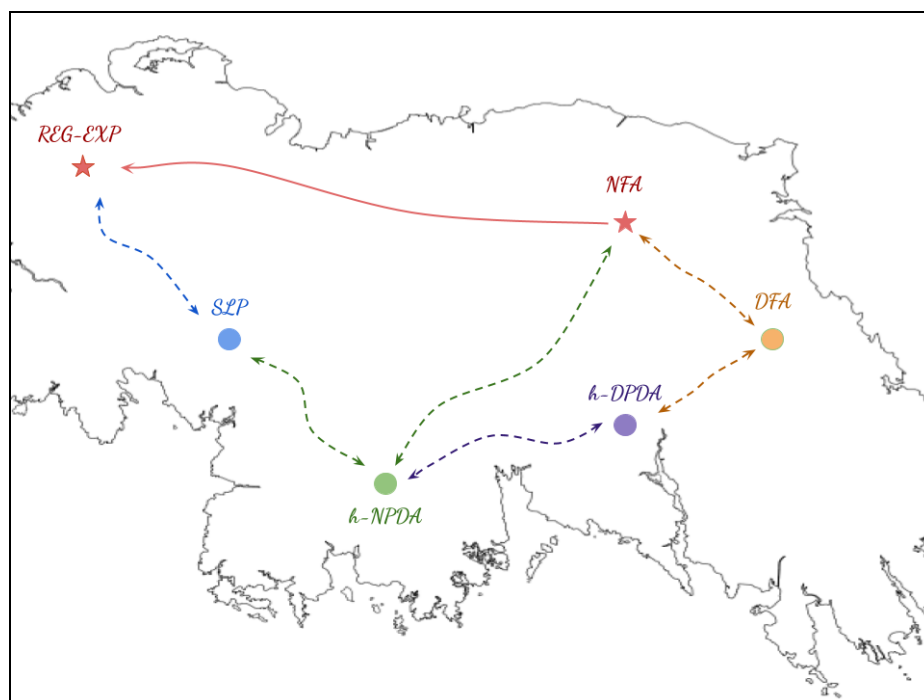 REG-EXP
NFA
SLP
DFA
h-DPDA
h-NPDA